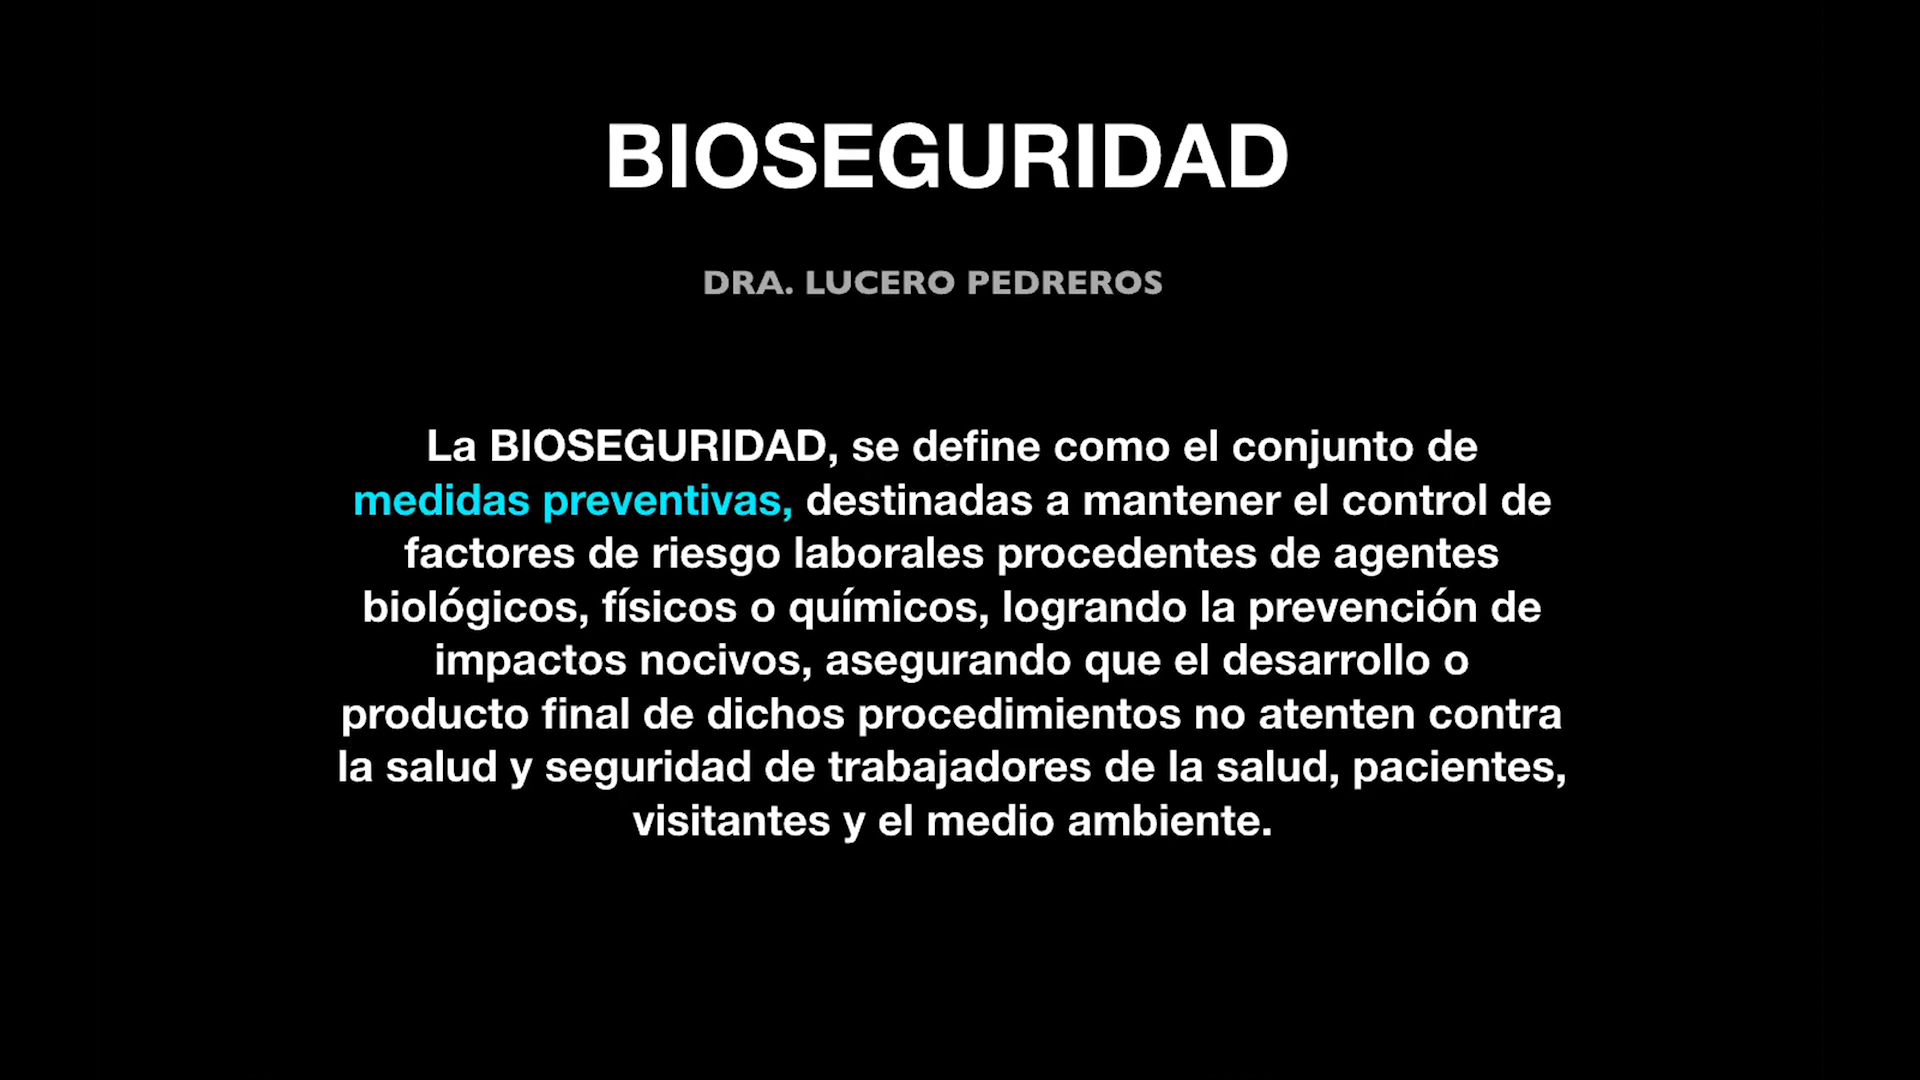 BIOSEGURIDAD
DRA. LUCERO PEDREROS
La BIOSEGURIDAD, se define como el conjunto de
medidas preventivas, destinadas a mantener el control de
factores de riesgo laborales procedentes de agentes
biológicos, físicos o químicos, logrando la prevención de
impactos nocivos, asegurando que el desarrollo o
producto final de dichos procedimientos no atenten contra
la salud y seguridad de trabajadores de la salud, pacientes,
visitantes y el medio ambiente.